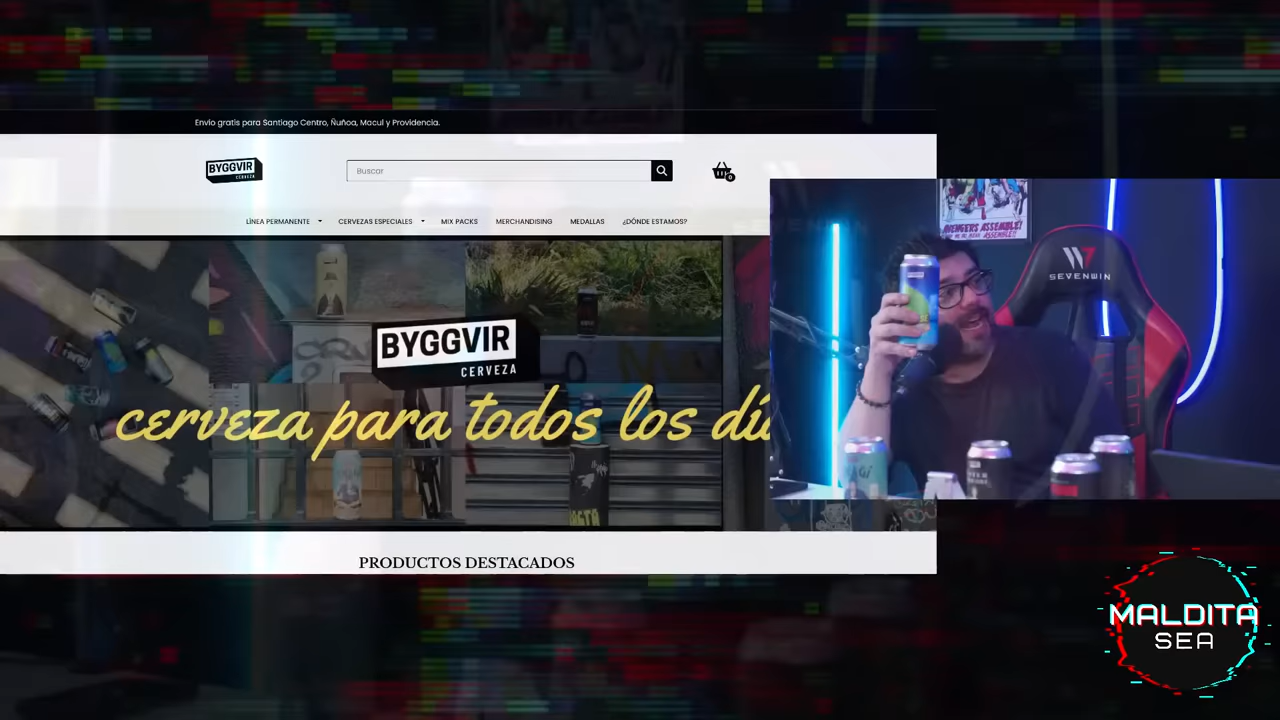 Envío gratis para Santiago Centro, Ñuñoa, Macul y Providencia.
BYGGVIR
CERVEZA
Buscar
0
LÍNEA PERMANENTE
CERVEZAS ESPECIALES
MIX PACKS
MERCHANDISING
MEDALLAS
¿DÓNDE ESTAMOS?
AVENGERS ASSEMBLE!
SEVENWIN
BYGGVIR
CERVEZA
cerveza para todos los
PRODUCTOS DESTACADOS
MALDITA
SEA